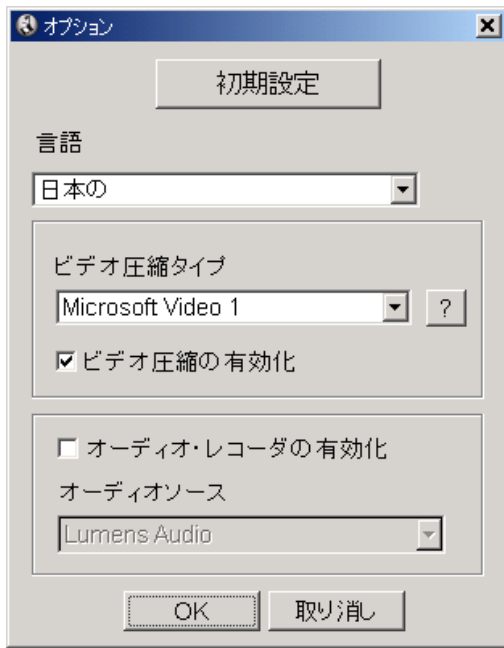 オプション
初期設定
言語
日本の
ビデオ圧縮タイプ
Microsoft Video 1
?
ビデオ圧縮の有効化
オーディオ・レコーダの有効化
オーディオソース
Lumens Audio
OK 取り消し